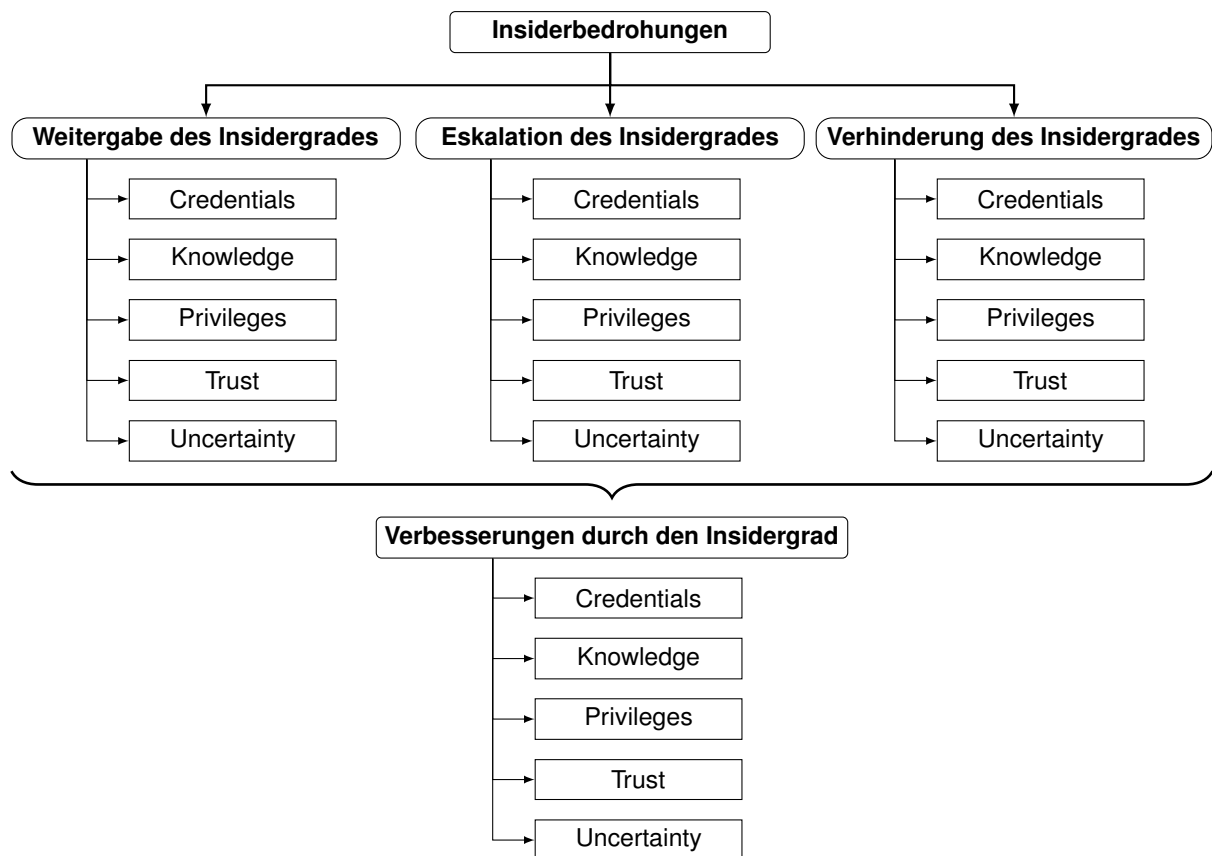 Insiderbedrohungen
Weitergabe des Insidergrades
Credentials
Knowledge
Privileges
Trust
Uncertainty
Eskalation des Insidergrades
Credentials
Knowledge
Privileges
Trust
Uncertainty
Verhinderung des Insidergrades
Credentials
Knowledge
Privileges
Trust
Uncertainty
Verbesserungen durch den Insidergrad
Credentials
Knowledge
Privileges
Trust
Uncertainty